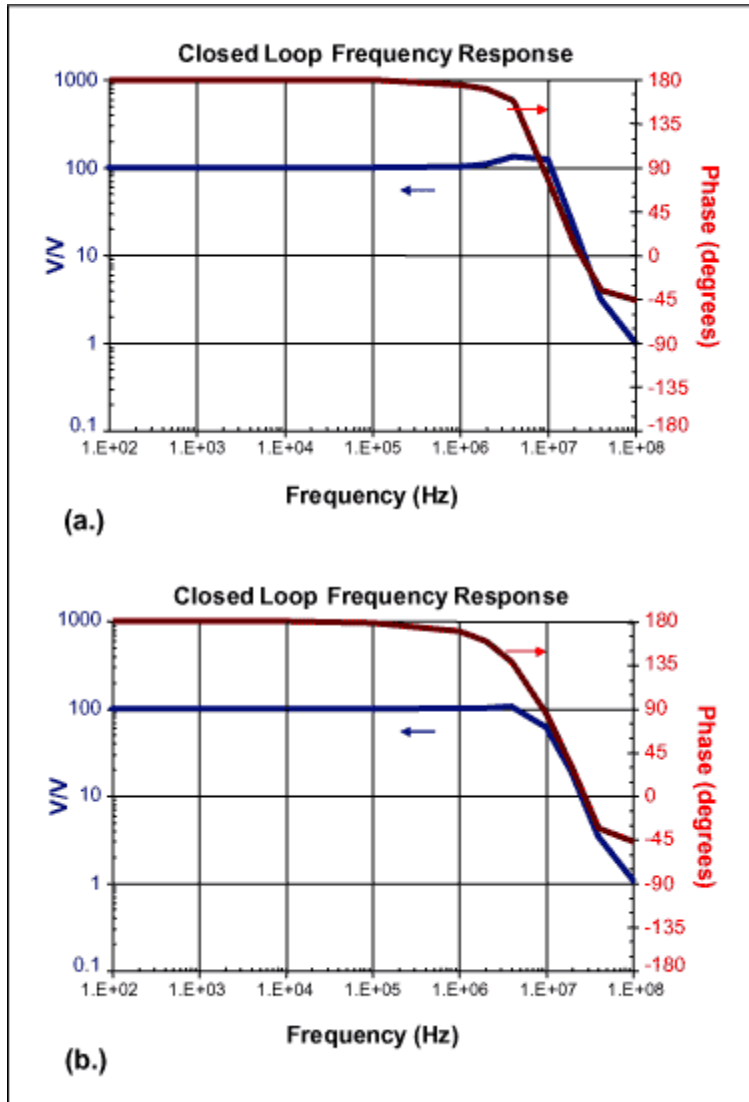 Closed Loop Frequency Response
1000
100
10
1
0.1
V/V
180
135
90
45
0
-45
-90
-135
-180
Phase (degrees)
1.E+02 1.E+03 1.E+04 1.E+05 1.E+06 1.E+07 1.E+08
Frequency (Hz)
(a.)
Closed Loop Frequency Response
1000
100
10
1
0.1
V/V
180
135
90
45
0
-45
-90
-135
-180
Phase (degrees)
1.E+02 1.E+03 1.E+04 1.E+05 1.E+06 1.E+07 1.E+08
Frequency (Hz)
(b.)